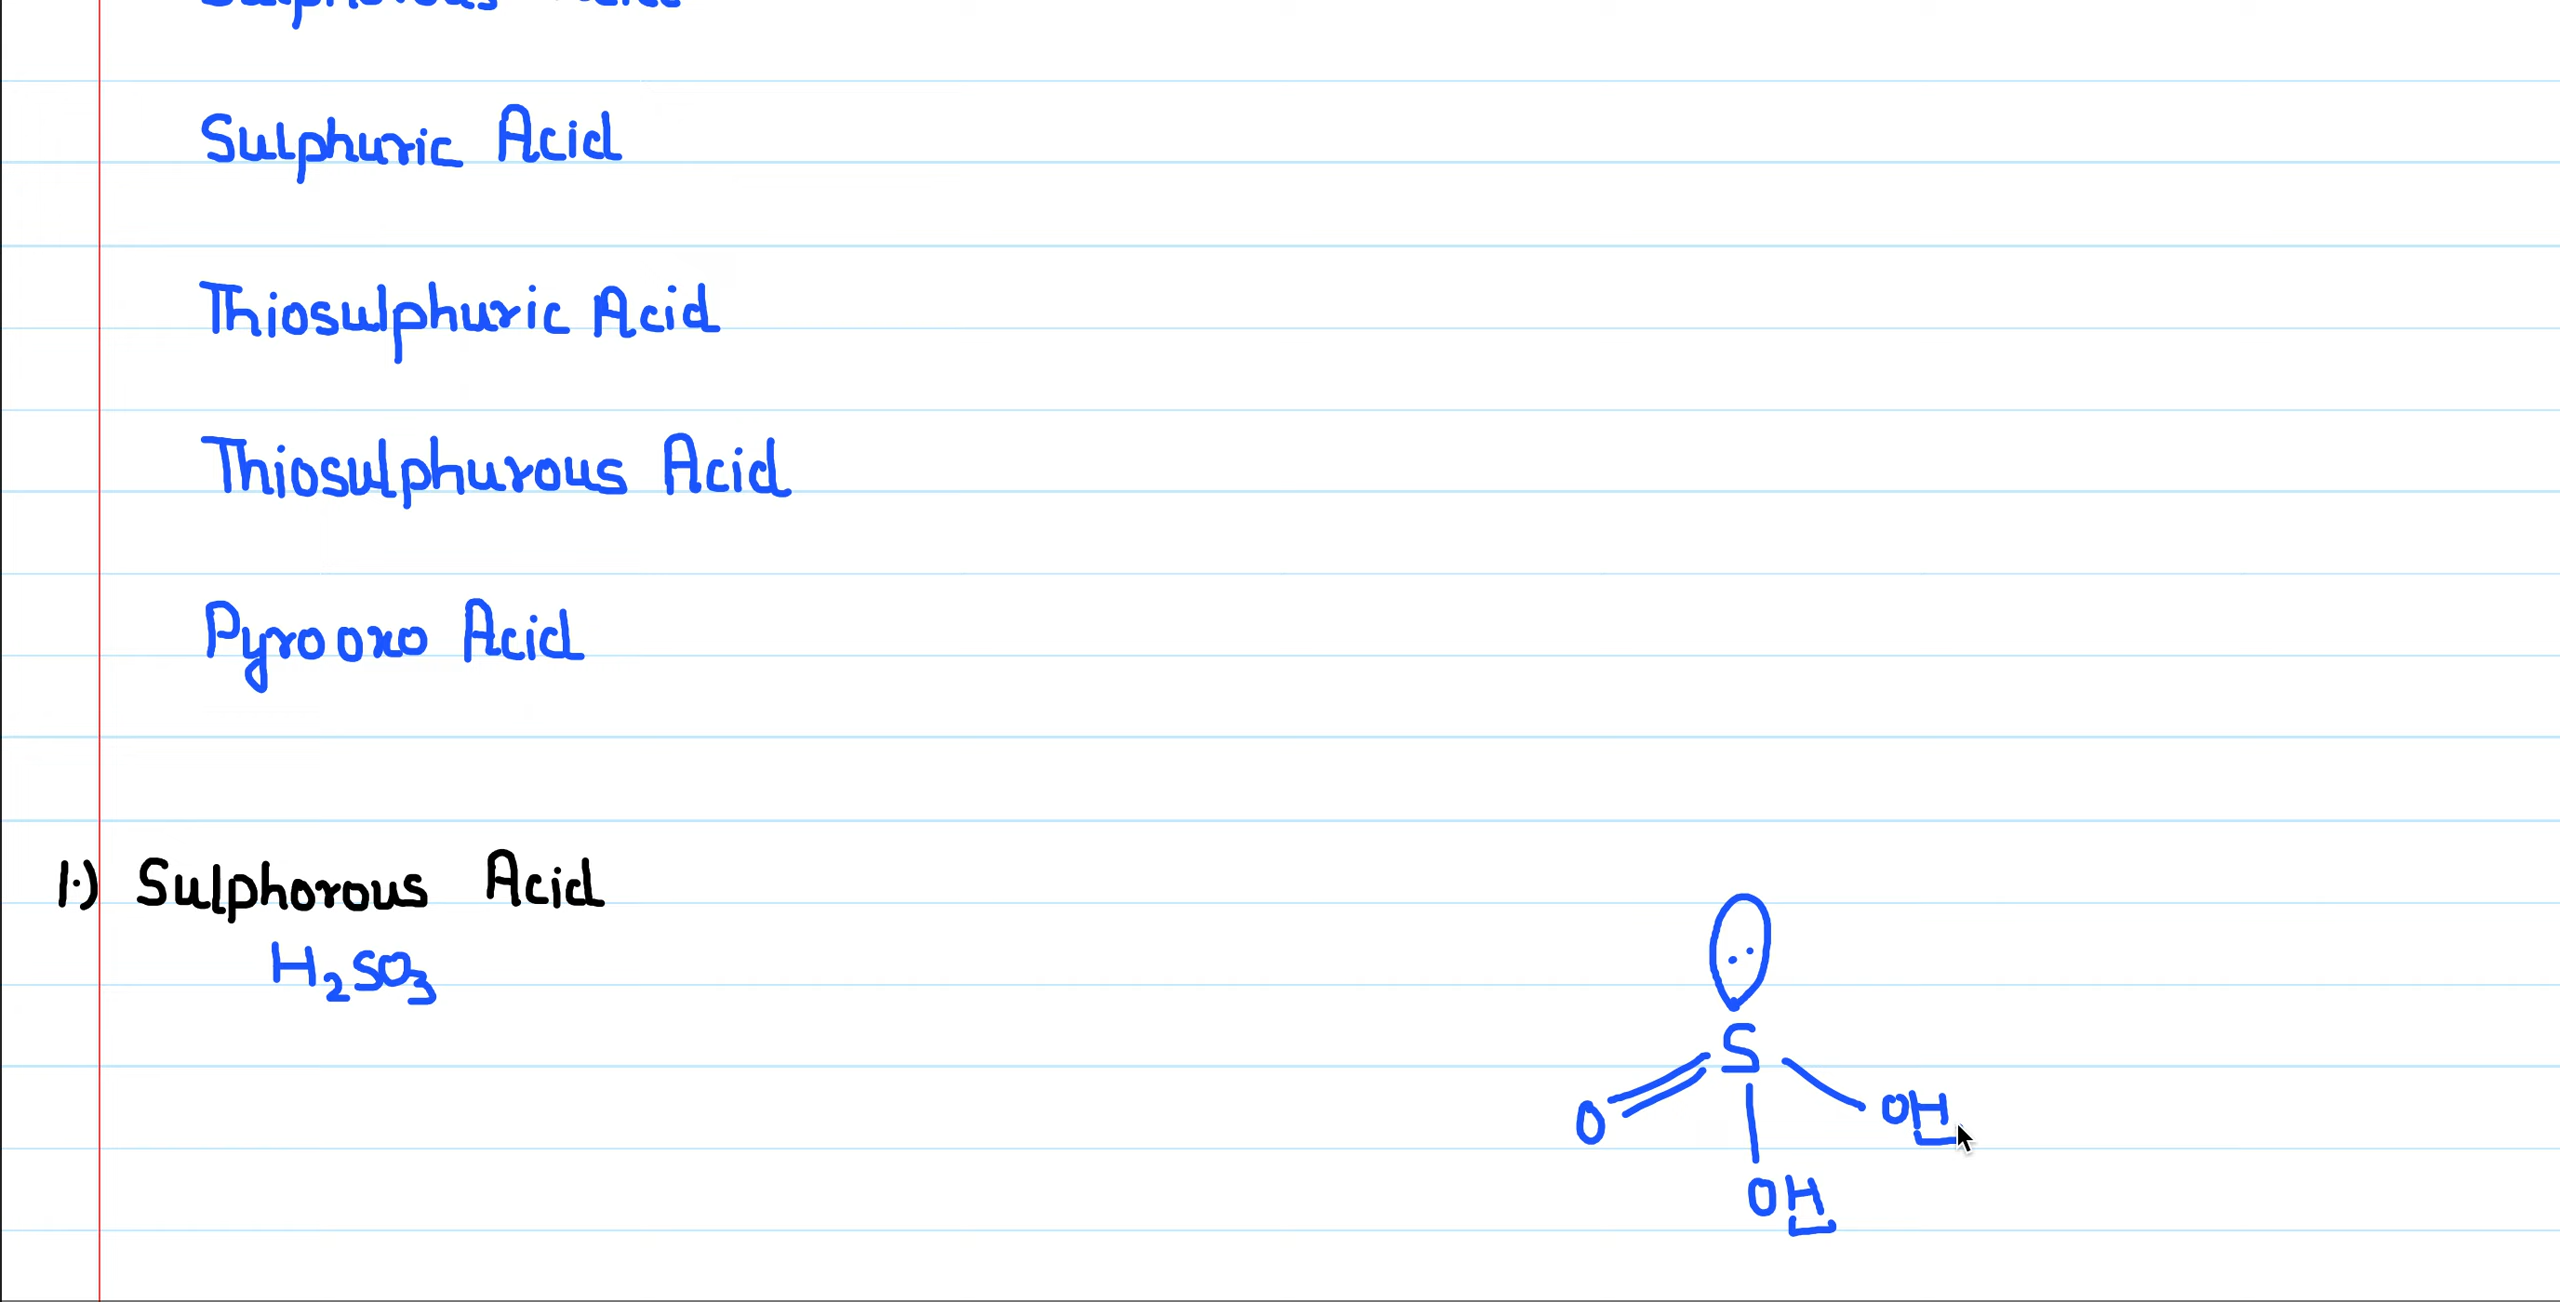 Sulphuric Acid
Thiosulphuric Acid
Thiosulphurous Acid
Pyrooxo Acid
1.) Sulphorous Acid
H₂SO₃
S
O
OH
OH